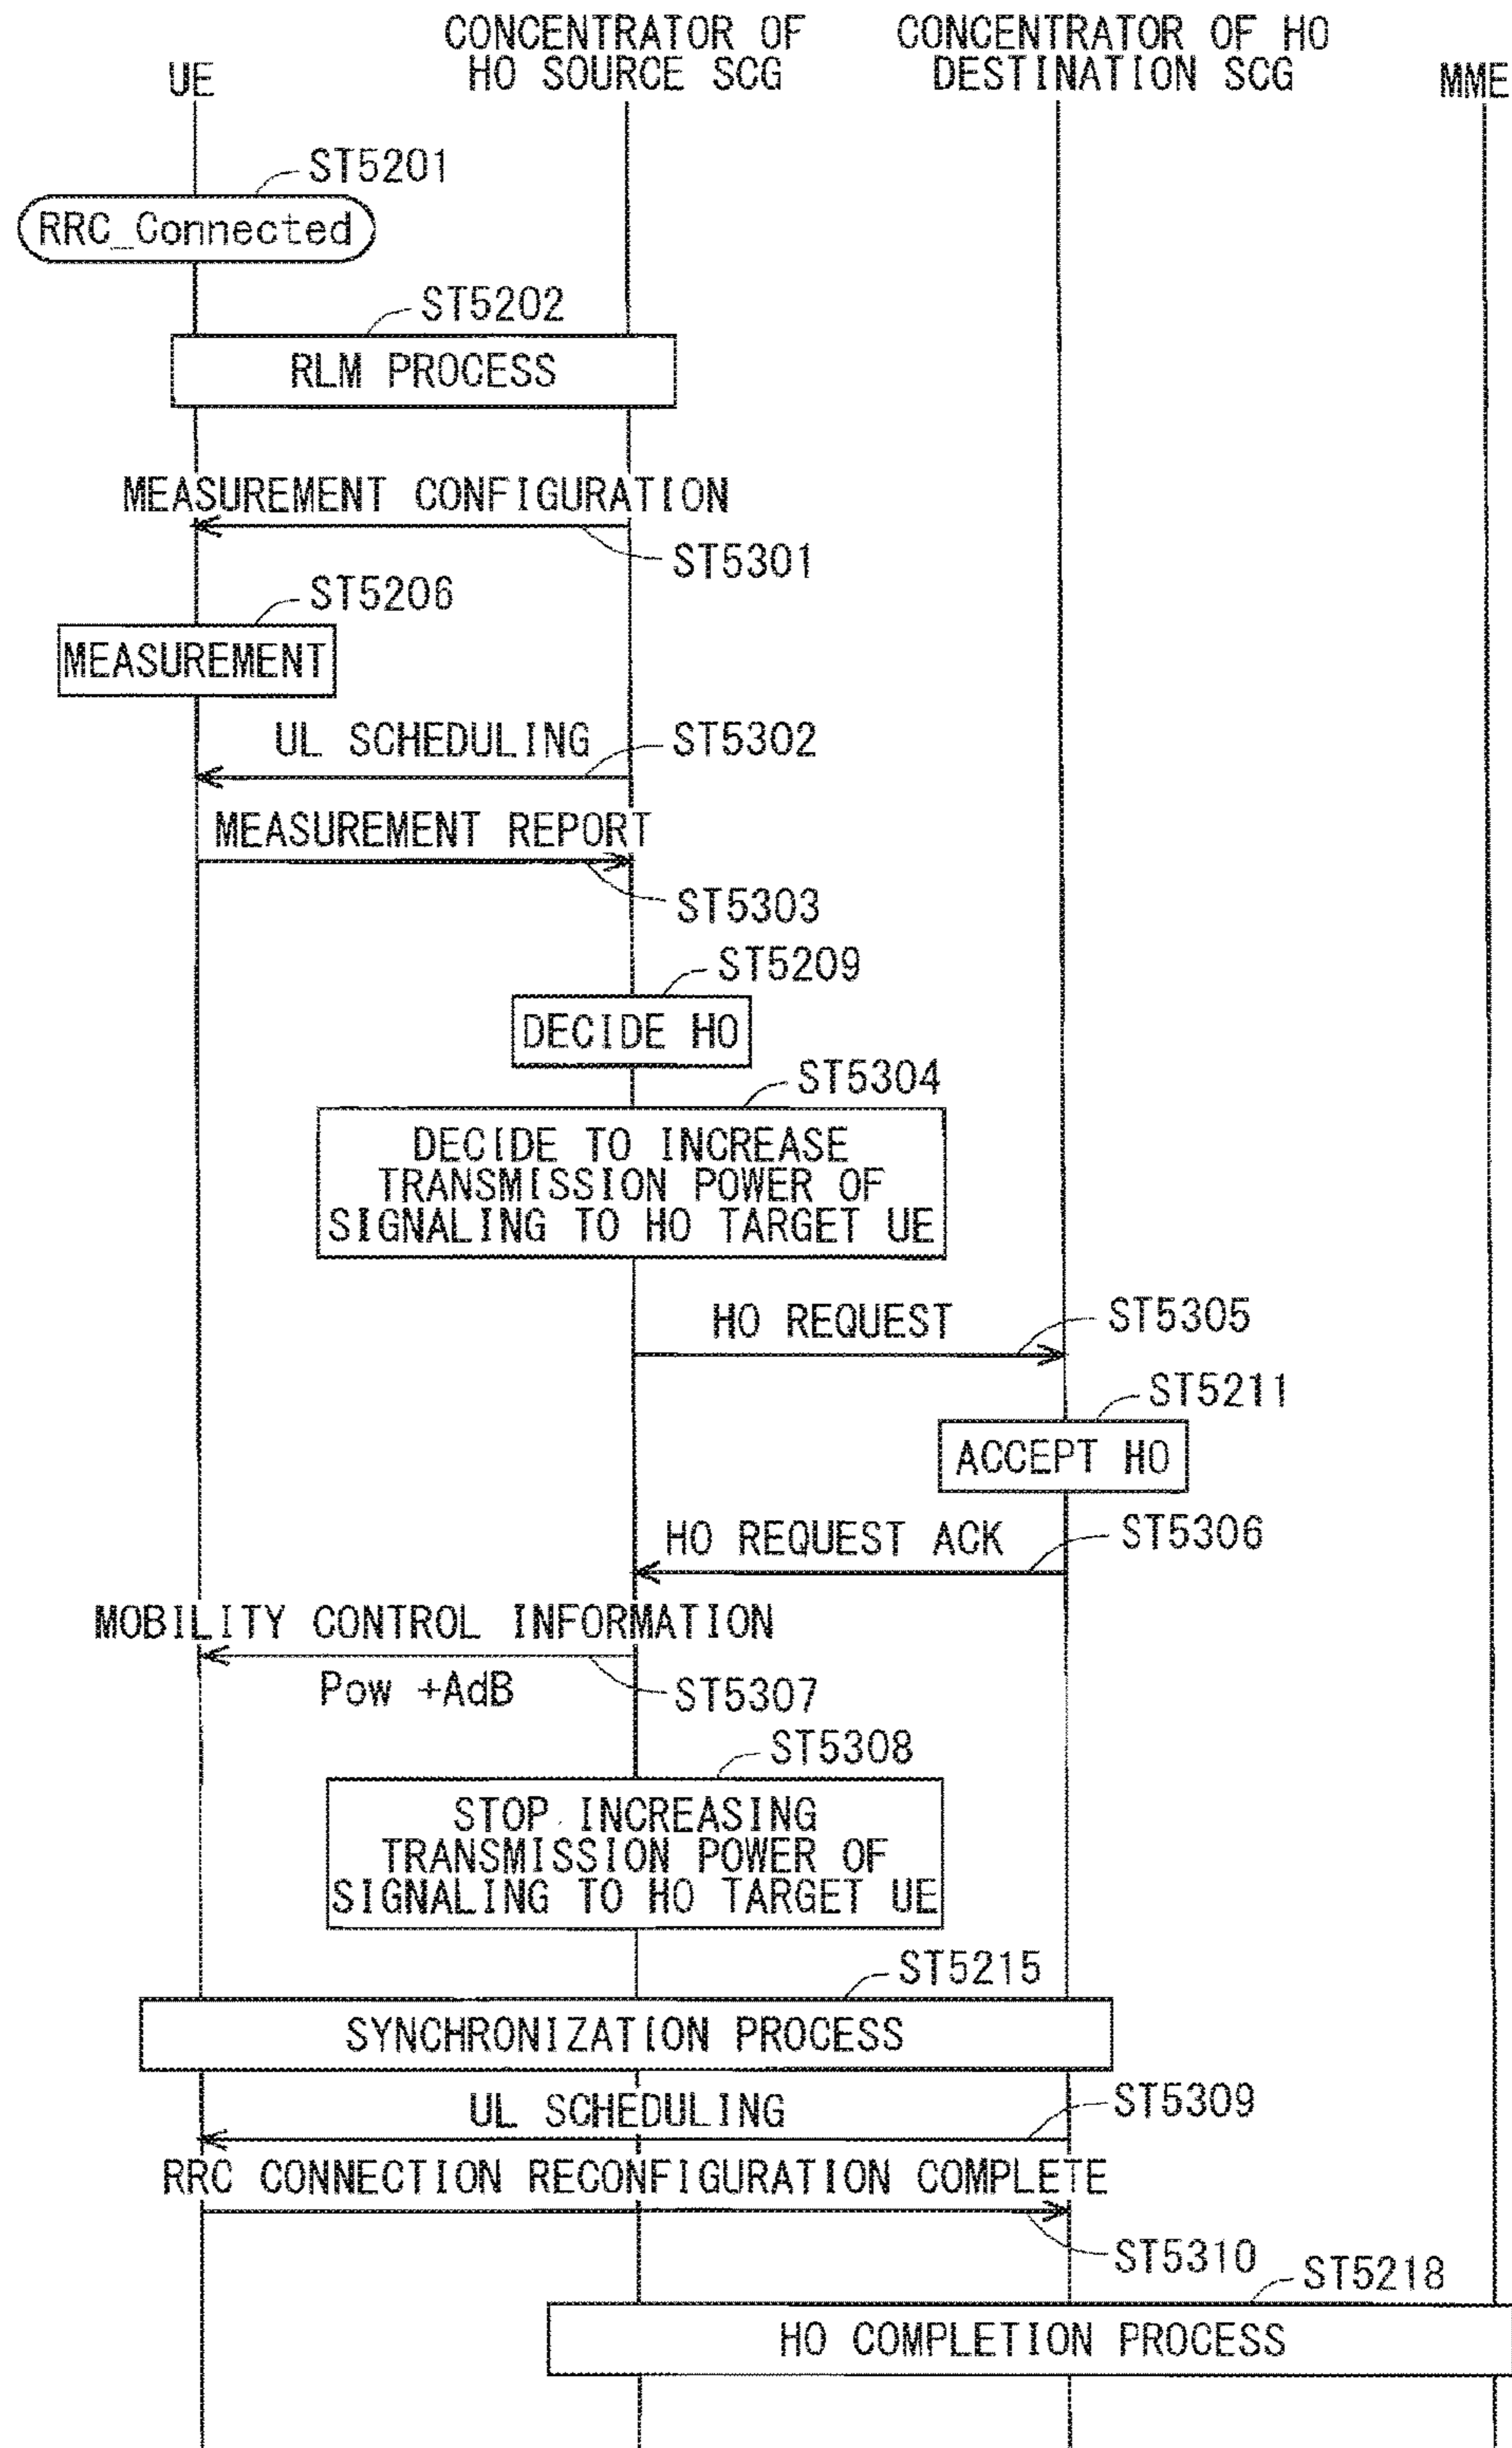 UE
CONCENTRATOR OF
HO SOURCE SCG
CONCENTRATOR OF HO
DESTINATION SCG
MME
ST5201
RRC_Connected
ST5202
RLM PROCESS
MEASUREMENT CONFIGURATION
ST5301
ST5206
MEASUREMENT
UL SCHEDULING
ST5302
MEASUREMENT REPORT
ST5303
ST5209
DECIDE HO
ST5304
DECIDE TO INCREASE
TRANSMISSION POWER OF
SIGNALING TO HO TARGET UE
HO REQUEST
ST5305
ST5211
ACCEPT HO
HO REQUEST ACK
ST5306
MOBILITY CONTROL INFORMATION
Pow +AdB
ST5307
ST5308
STOP INCREASING
TRANSMISSION POWER OF
SIGNALING TO HO TARGET UE
ST5215
SYNCHRONIZATION PROCESS
UL SCHEDULING
ST5309
RRC CONNECTION RECONFIGURATION COMPLETE
ST5310
ST5218
HO COMPLETION PROCESS